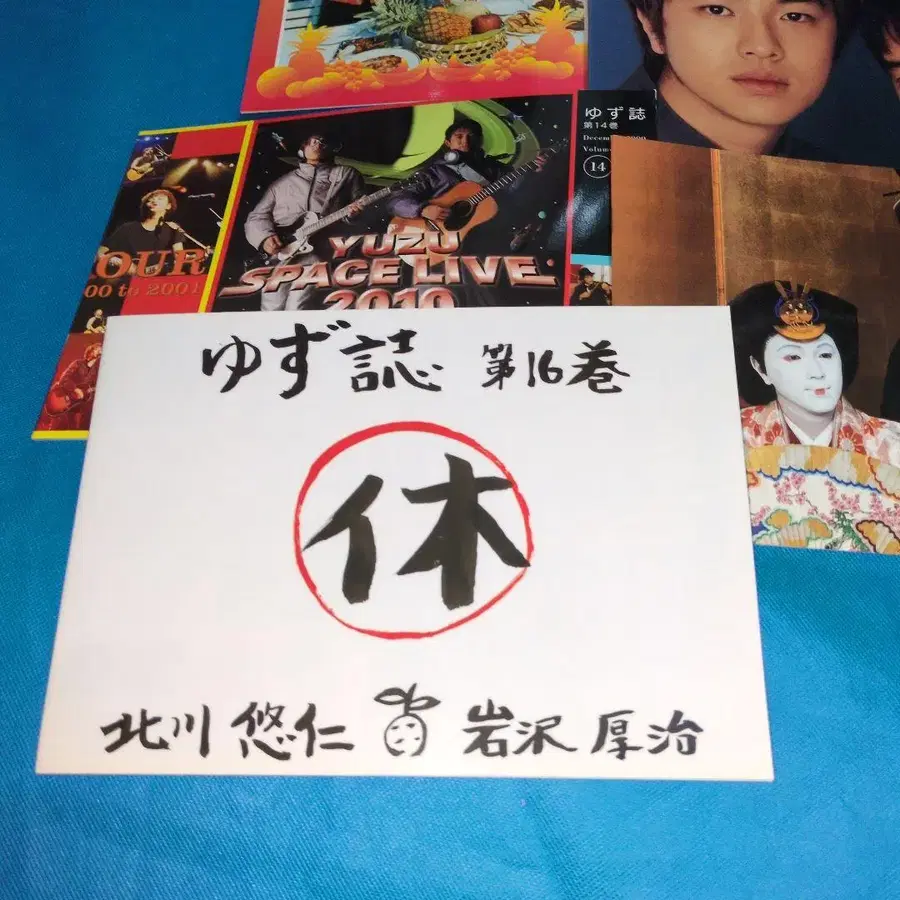 ゆず誌
第14巻
14
YUZU
SPACE LIVE
2010
OUR
00 to 2001
ゆず誌 第16巻
休
北川 悠仁 岩沢 厚治